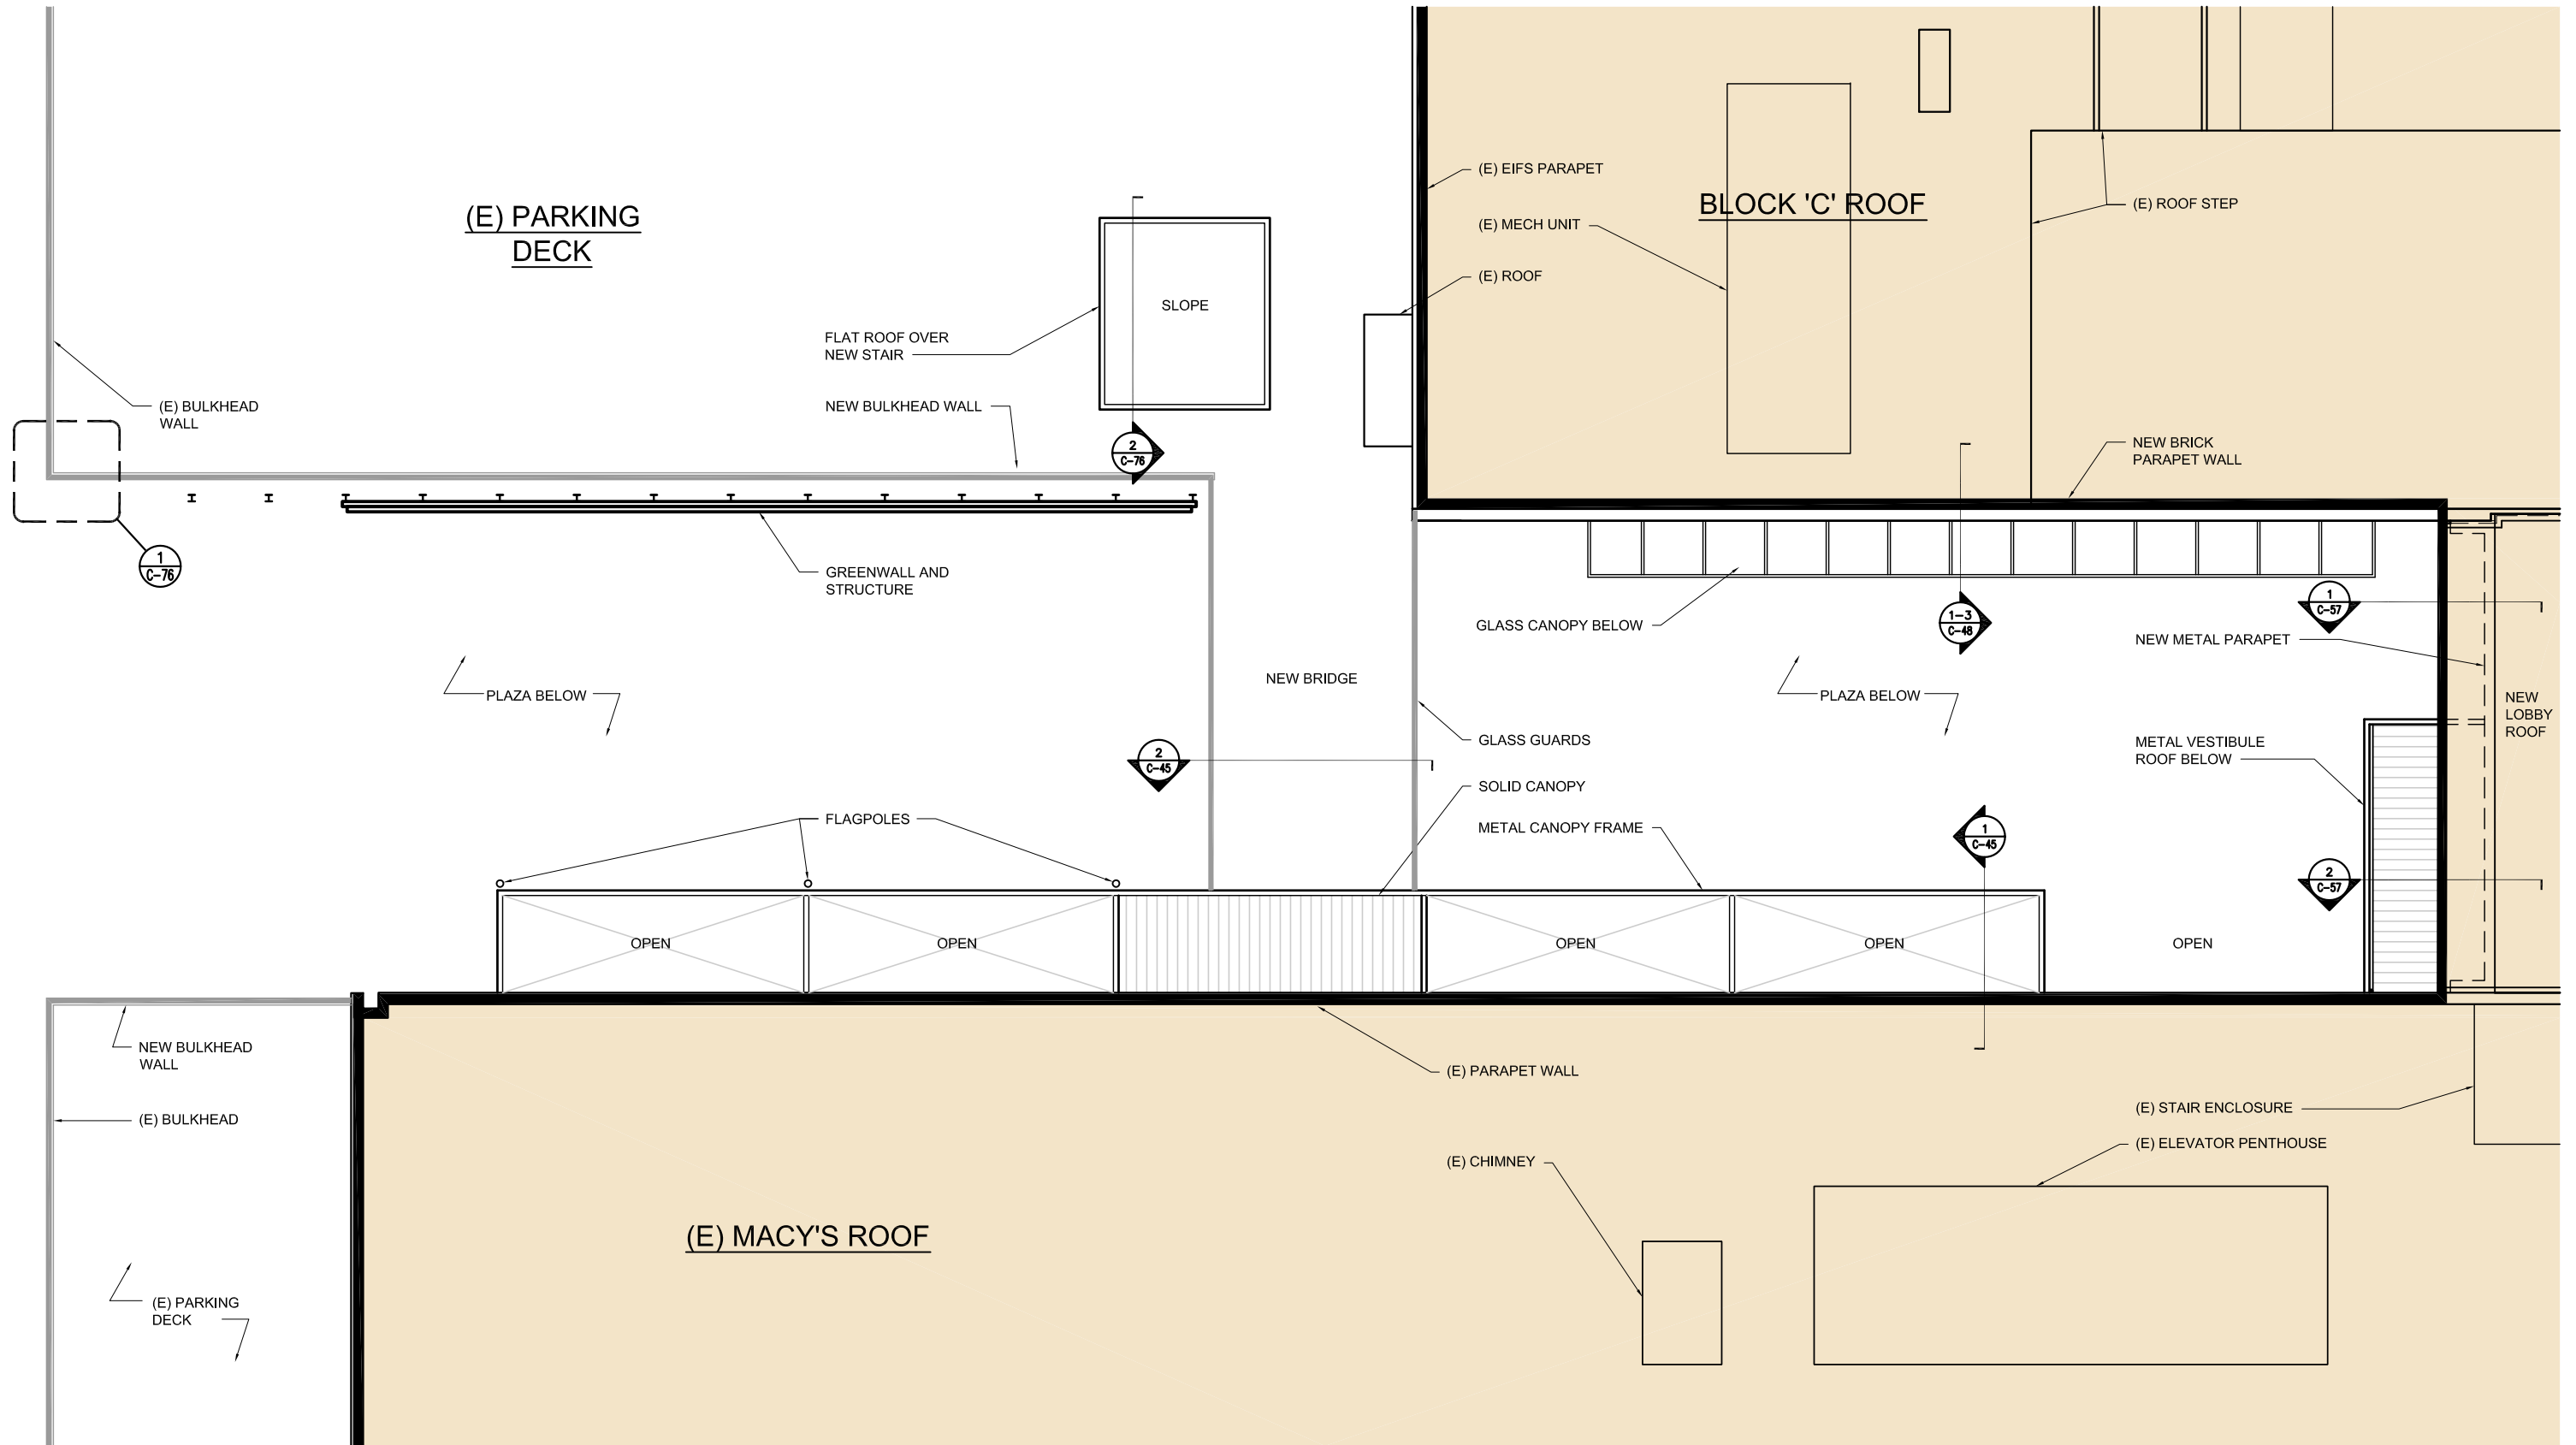 (E) PARKING
DECK
(E) EIFS PARAPET
BLOCK 'C' ROOF
(E) ROOF STEP
(E) MECH UNIT
(E) ROOF
SLOPE
FLAT ROOF OVER
NEW STAIR
(E) BULKHEAD
WALL
NEW BULKHEAD WALL
2
C-76
NEW BRICK
PARAPET WALL
1
C-76
GREENWALL AND
STRUCTURE
GLASS CANOPY BELOW
1-3
C-48
1
C-57
NEW METAL PARAPET
PLAZA BELOW
NEW BRIDGE
PLAZA BELOW
NEW
LOBBY
ROOF
GLASS GUARDS
METAL VESTIBULE
ROOF BELOW
2
C-45
SOLID CANOPY
FLAGPOLES
METAL CANOPY FRAME
1
C-45
2
C-57
OPEN
OPEN
OPEN
OPEN
OPEN
NEW BULKHEAD
WALL
(E) PARAPET WALL
(E) BULKHEAD
(E) STAIR ENCLOSURE
(E) ELEVATOR PENTHOUSE
(E) CHIMNEY
(E) MACY'S ROOF
(E) PARKING
DECK